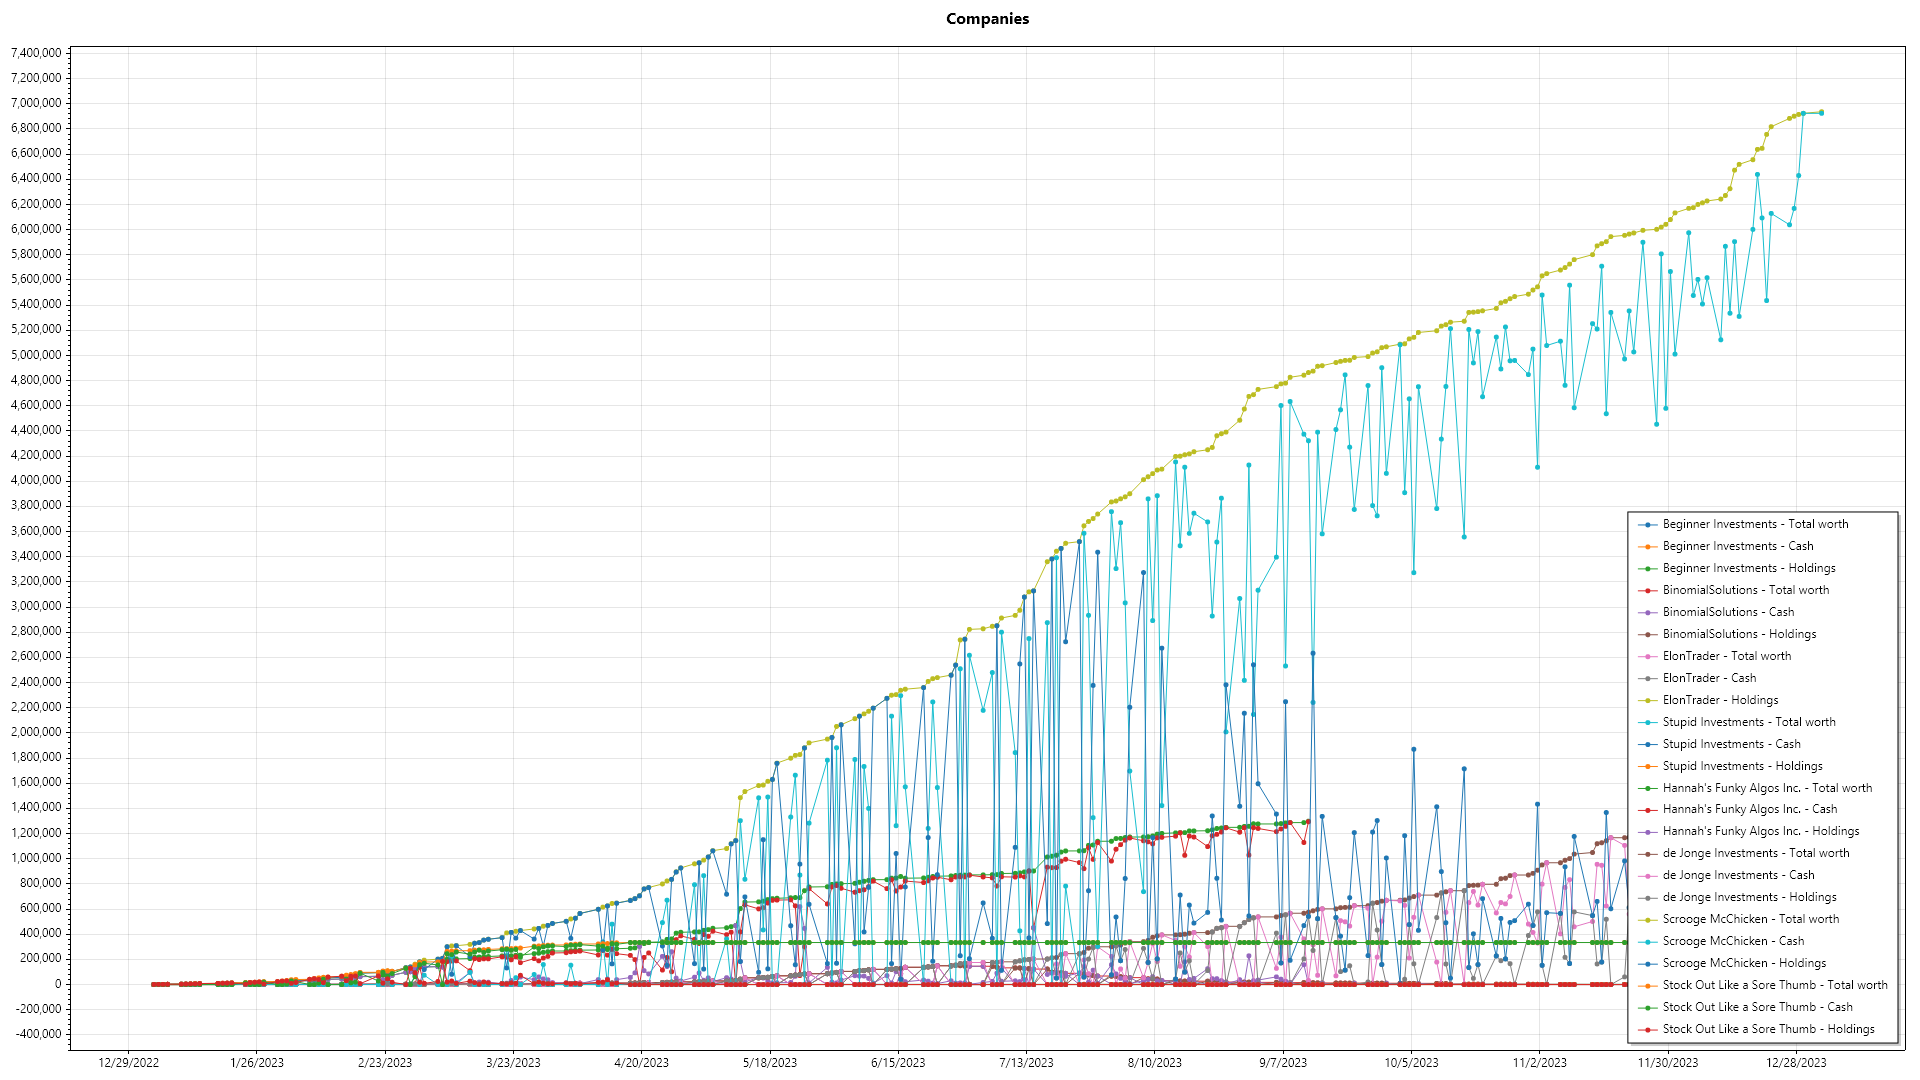 Companies
7,400,000
7,200,000
7,000,000
6,800,000
6,600,000
6,400,000
6,200,000
6,000,000
5,800,000
5,600,000
5,400,000
5,200,000
5,000,000
4,800,000
4,600,000
4,400,000
4,200,000
4,000,000
3,800,000
3,600,000
3,400,000
3,200,000
3,000,000
2,800,000
2,600,000
2,400,000
2,200,000
2,000,000
1,800,000
1,600,000
1,400,000
1,200,000
1,000,000
800,000
600,000
400,000
200,000
0
-200,000
-400,000
Beginner Investments - Total worth
Beginner Investments - Cash
Beginner Investments - Holdings
BinomialSolutions - Total worth
BinomialSolutions - Cash
BinomialSolutions - Holdings
ElonTrader - Total worth
ElonTrader - Cash
ElonTrader - Holdings
Stupid Investments - Total worth
Stupid Investments - Cash
Stupid Investments - Holdings
Hannah's Funky Algos Inc. - Total worth
Hannah's Funky Algos Inc. - Cash
Hannah's Funky Algos Inc. - Holdings
de Jonge Investments - Total worth
de Jonge Investments - Cash
de Jonge Investments - Holdings
Scrooge McChicken - Total worth
Scrooge McChicken - Cash
Scrooge McChicken - Holdings
Stock Out Like a Sore Thumb - Total worth
Stock Out Like a Sore Thumb - Cash
Stock Out Like a Sore Thumb - Holdings
12/29/2022 1/26/2023 2/23/2023 3/23/2023 4/20/2023 5/18/2023 6/15/2023 7/13/2023 8/10/2023 9/7/2023 10/5/2023 11/2/2023 11/30/2023 12/28/2023